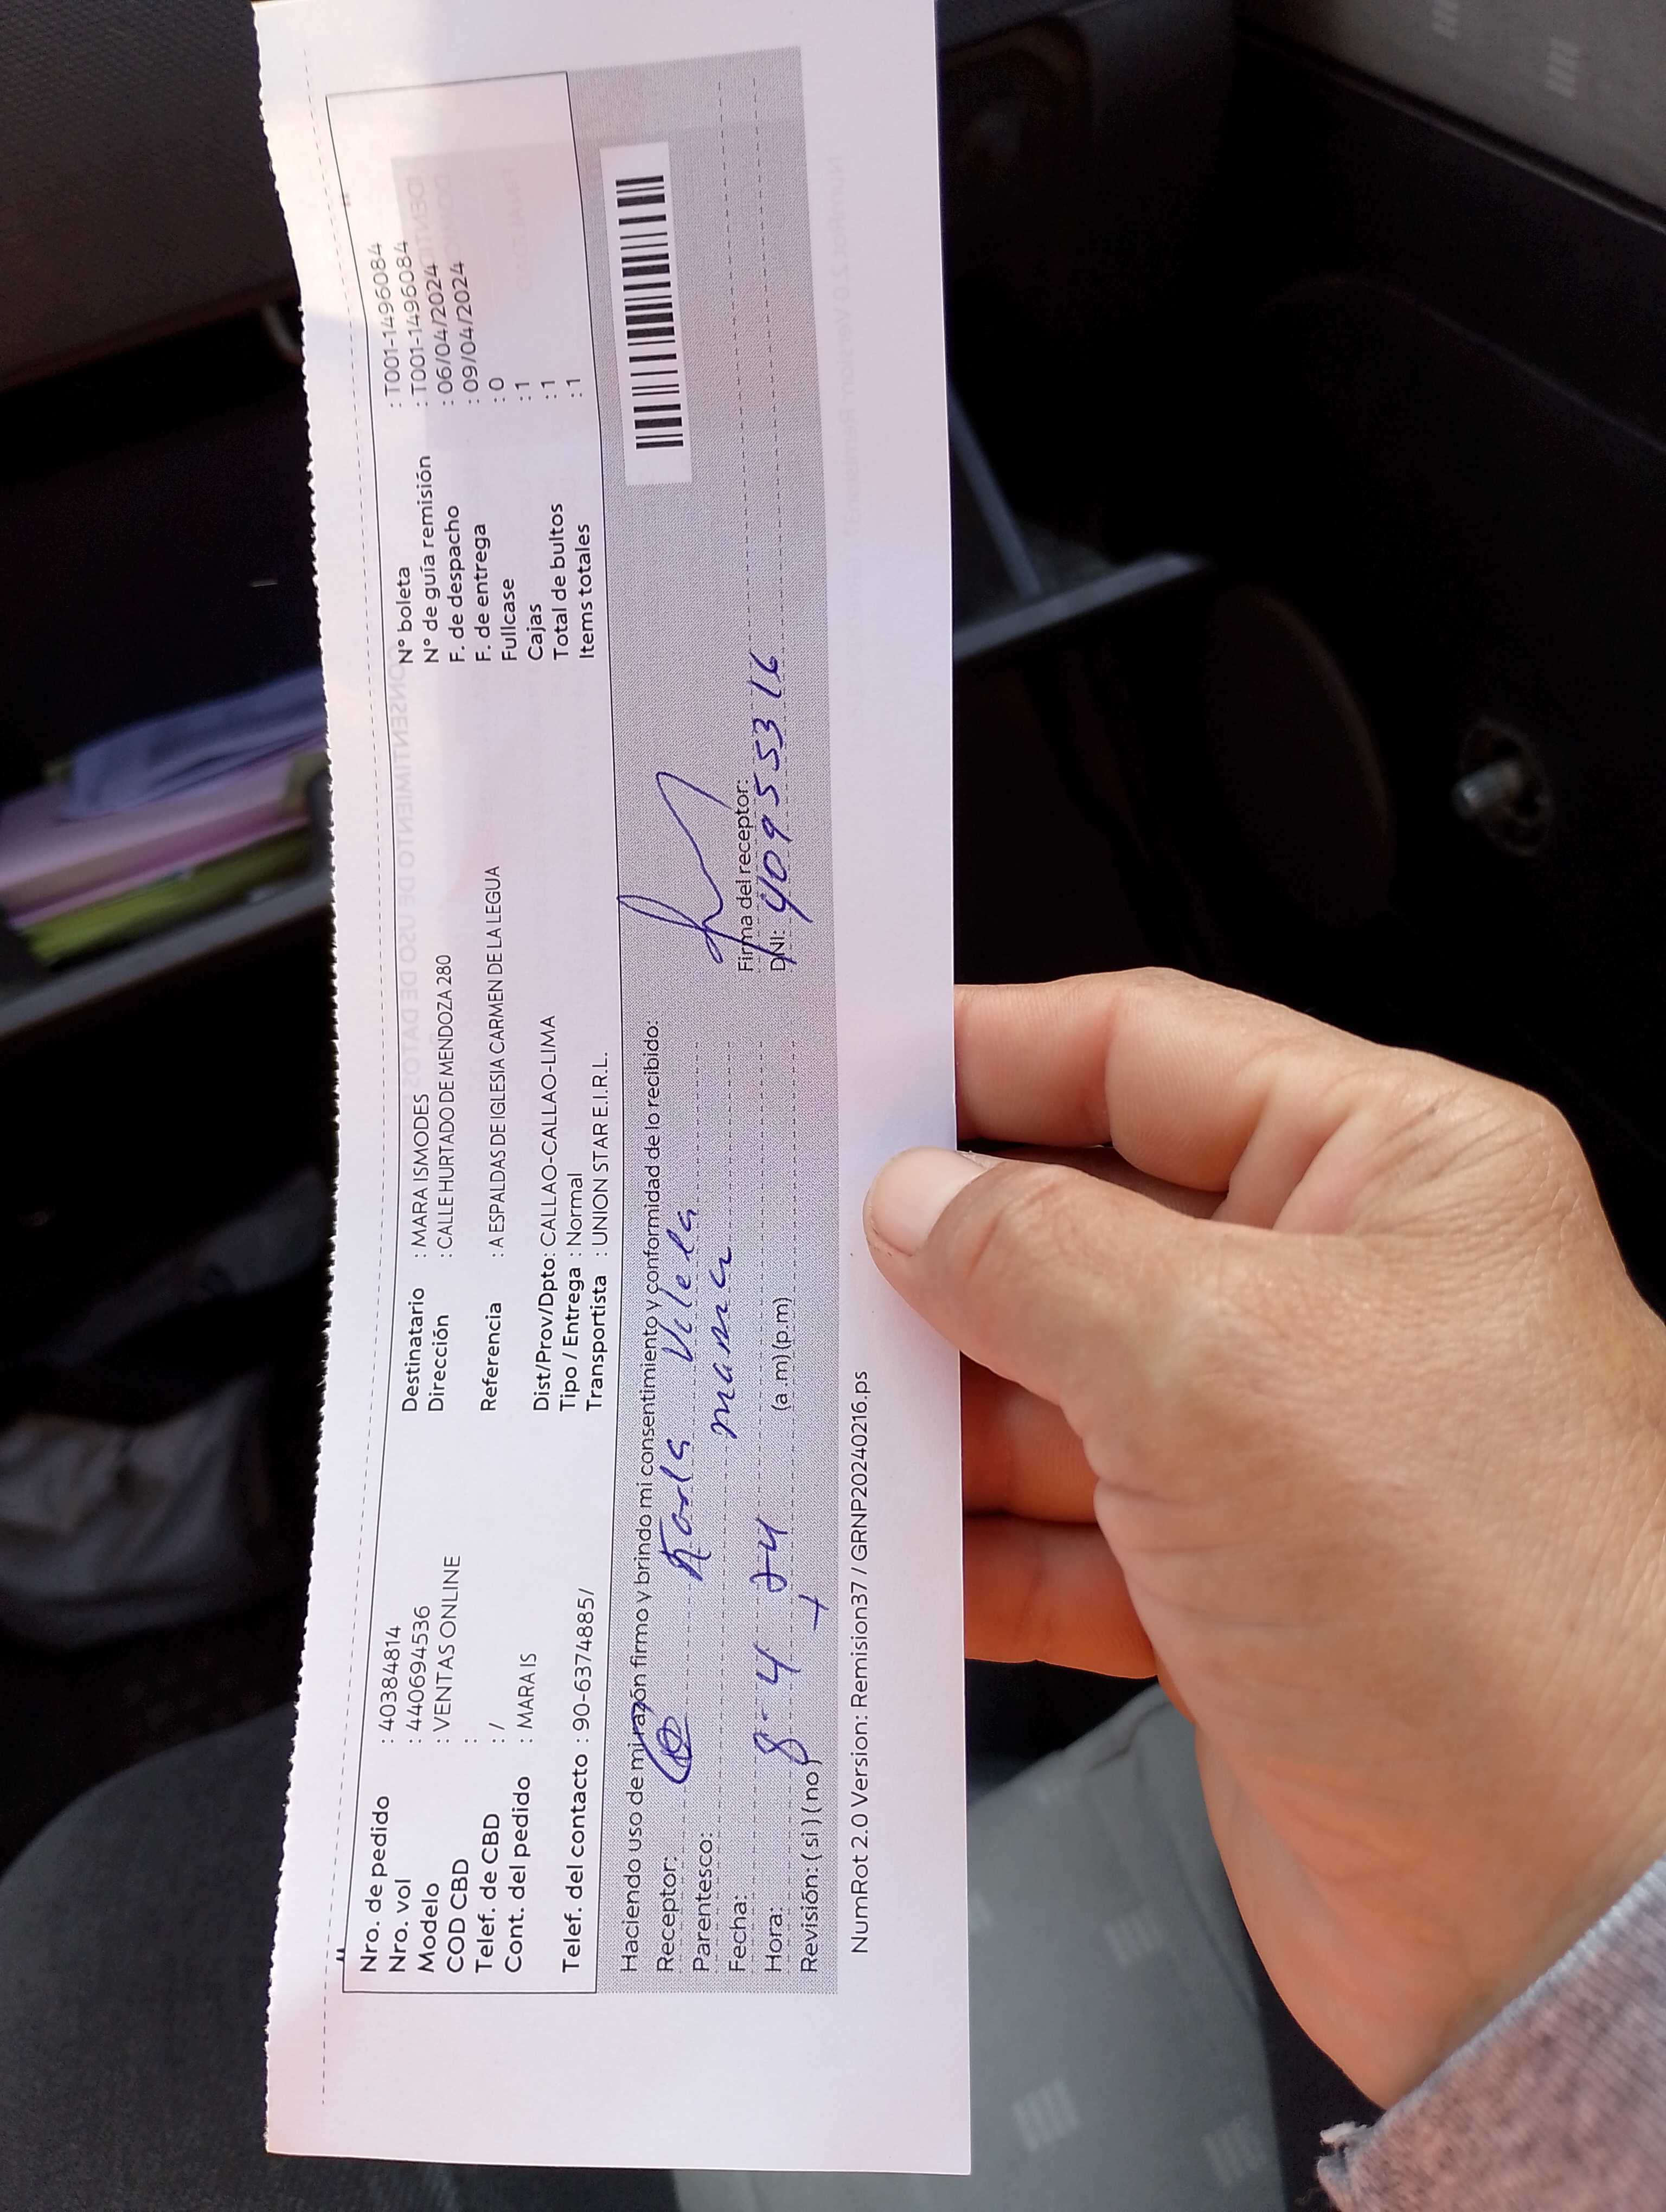 Nro. de pedido : 40384814
Nro. vol : 440694536
Modelo : VENTAS ONLINE
COD CBD :
Telef. de CBD : /
Cont. del pedido : MARA IS
Telef. del contacto : 90-63748857
Destinatario : MARA ISMODES
Dirección : CALLE HURTADO DE MENDOZA 280
Referencia : A ESPALDAS DE IGLESIA CARMEN DE LA LEGUA
Dist/Prov/Dpto: CALLAO-CALLAO-LIMA
Tipo / Entrega : Normal
Transportista : UNION STAR E.I.R.L.
N° boleta : T001-1496084
N° de guía remisión : T001-1496084
F. de despacho : 06/04/2024
F. de entrega : 09/04/2024
Fullcase : 0
Cajas : 1
Total de bultos : 1
Items totales : 1
Haciendo uso de mi razón firmo y brindo mi consentimiento y conformidad de lo recibido:
Receptor: Karla Vilela
Parentesco: mama
Fecha: 8-4 24
Hora: (a .m) (p.m)
Revisión: ( si ) ( no )
Firma del receptor:
DNI: 40955316
NumRot 2.0 Version: Remision37 / GRNP20240216.ps